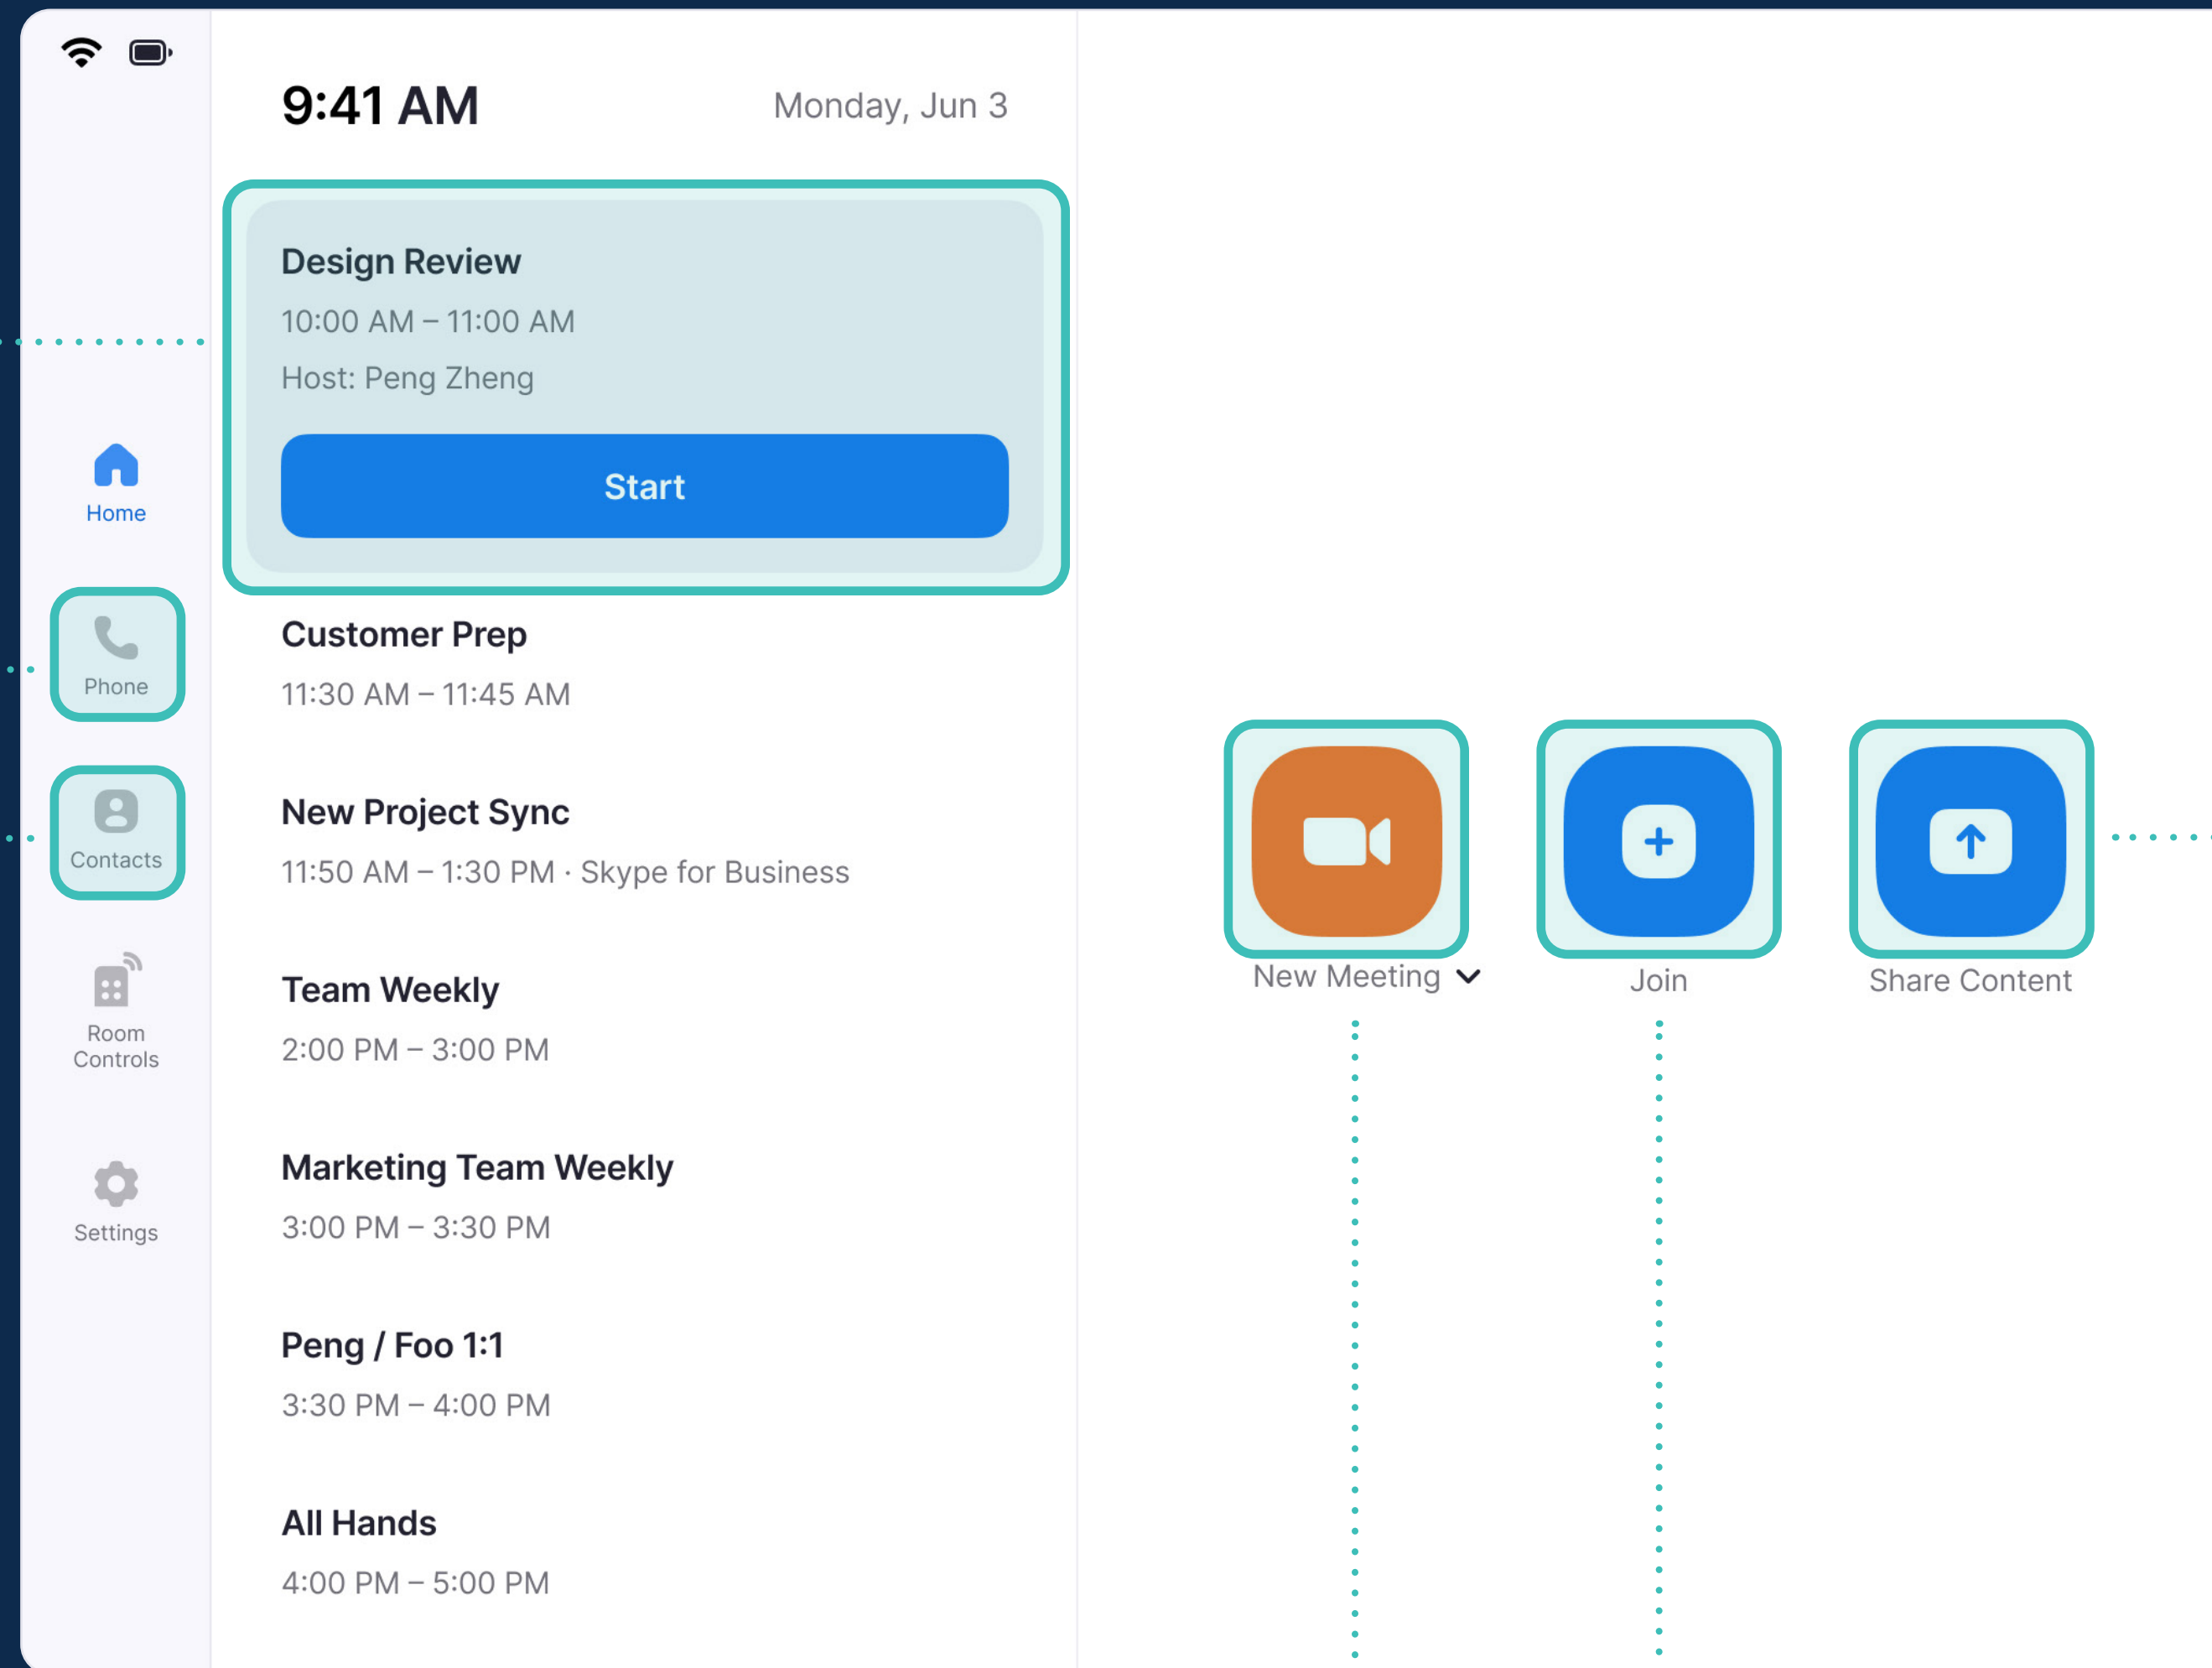 9:41 AM
Monday, Jun 3
Home
Phone
Contacts
Room
Controls
Settings
Design Review
10:00 AM – 11:00 AM
Host: Peng Zheng
Start
Customer Prep
11:30 AM – 11:45 AM
New Project Sync
11:50 AM – 1:30 PM · Skype for Business
Team Weekly
2:00 PM – 3:00 PM
Marketing Team Weekly
3:00 PM – 3:30 PM
Peng / Foo 1:1
3:30 PM – 4:00 PM
All Hands
4:00 PM – 5:00 PM
New Meeting
Join
Share Content